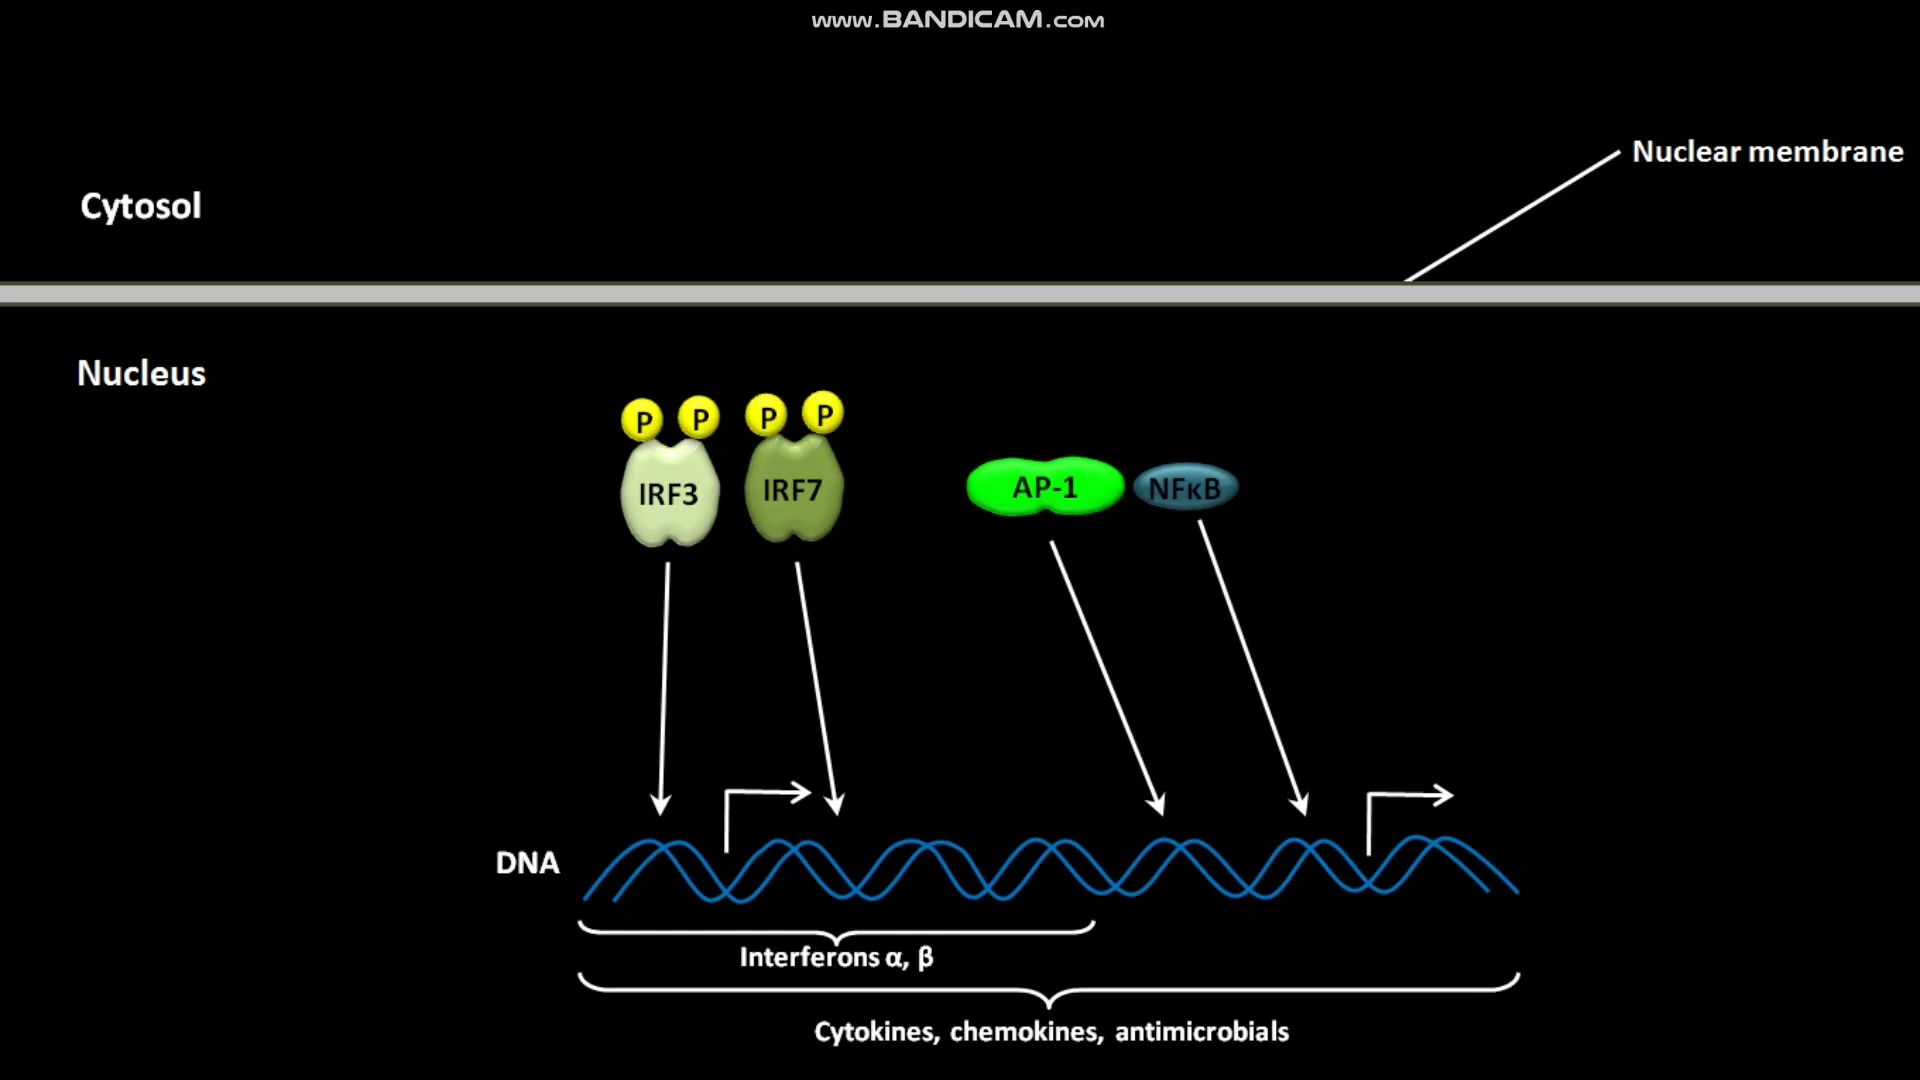 www.BANDICAM.com
Nuclear membrane
Cytosol
Nucleus
P P P P
IRF3 IRF7 AP-1 NFκB
DNA
Interferons α, β
Cytokines, chemokines, antimicrobials